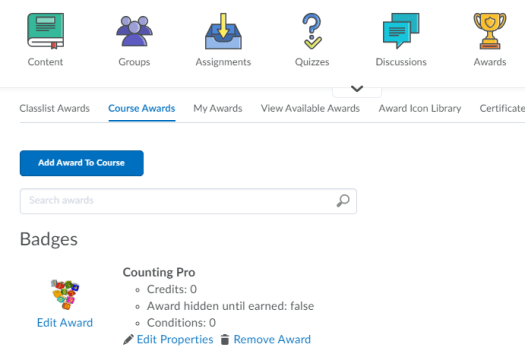 Content Groups Assignments Quizzes Discussions Awards
Classlist Awards Course Awards My Awards View Available Awards Award Icon Library Certificate
Add Award To Course
Search awards
Badges
Counting Pro
Credits: 0
Award hidden until earned: false
Conditions: 0
Edit Award
Edit Properties Remove Award